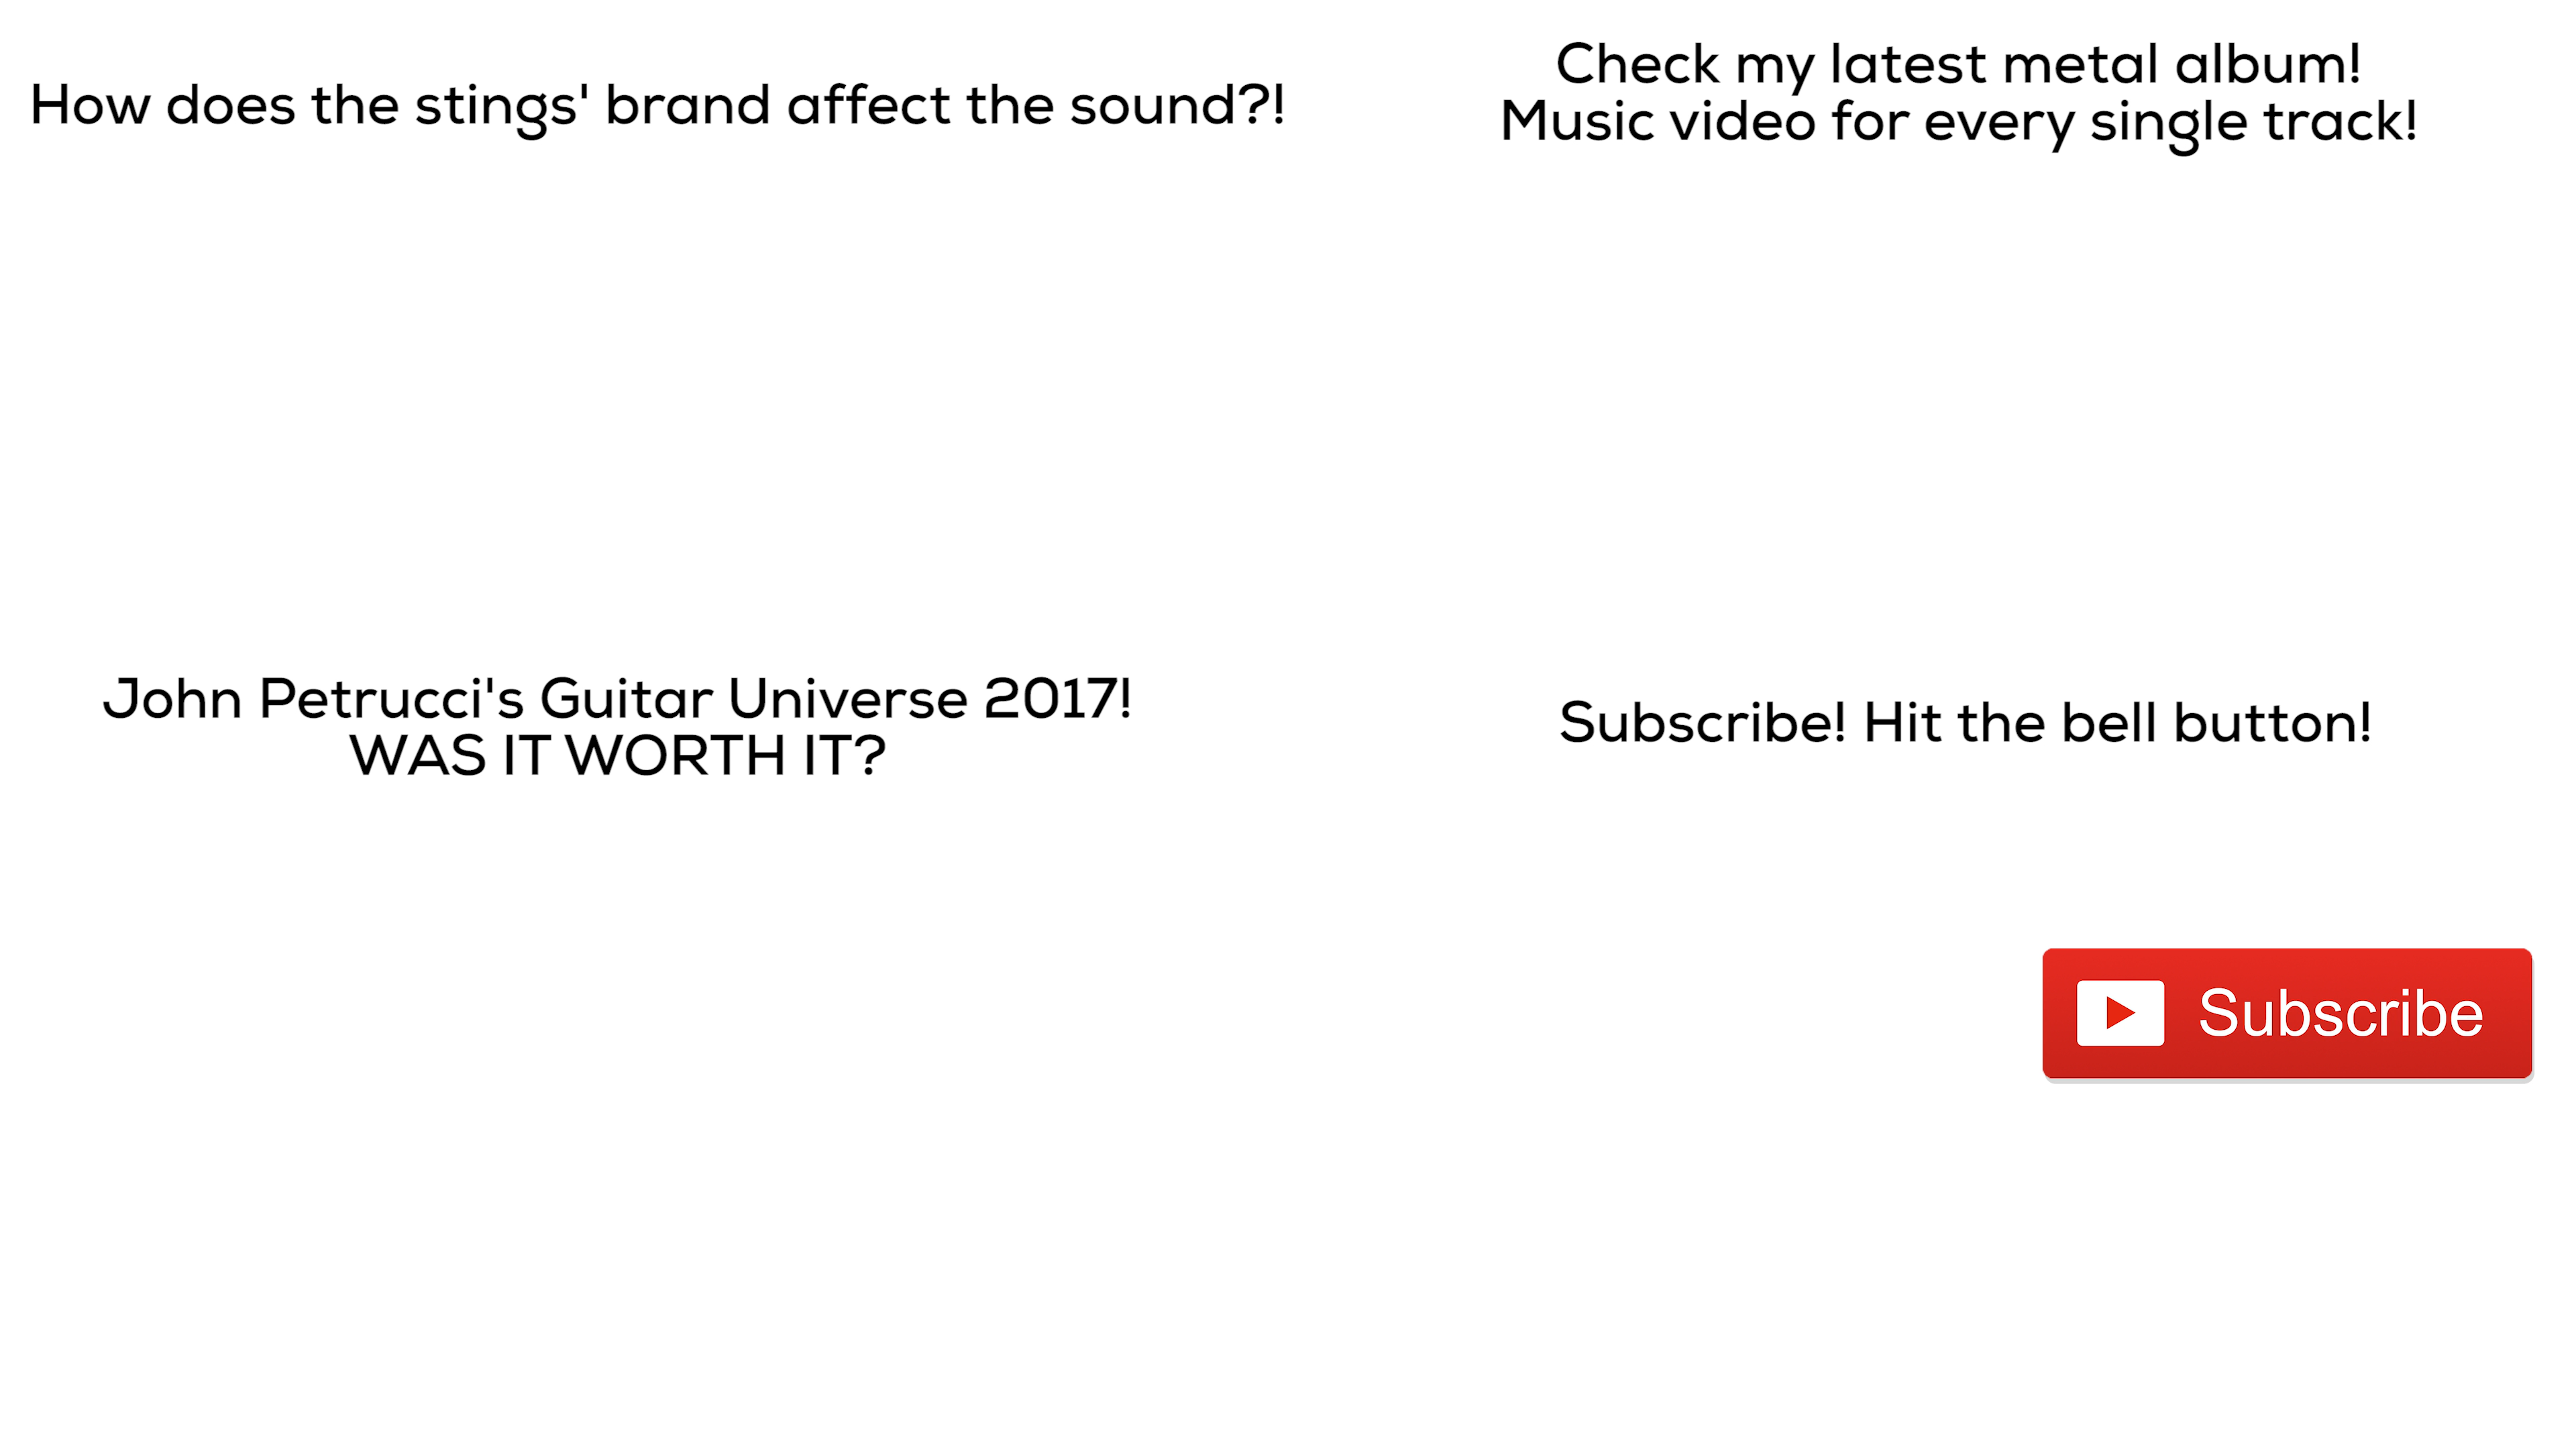 How does the stings' brand affect the sound?!
Check my latest metal album!
Music video for every single track!
John Petrucci's Guitar Universe 2017!
WAS IT WORTH IT?
Subscribe! Hit the bell button!
Subscribe